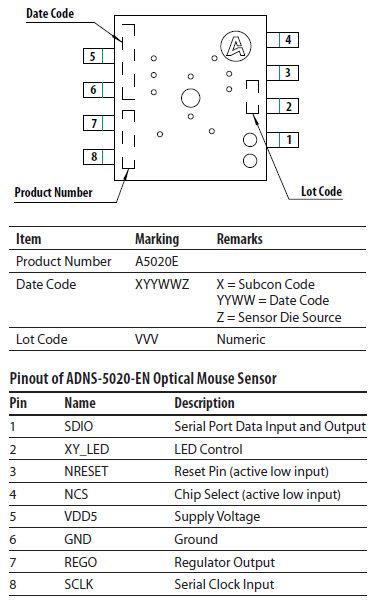 Date Code
A
5
4
6
3
7
2
8
1
Product Number
Lot Code
Item Marking Remarks
Product Number A5020E
Date Code XYYWWZ X = Subcon Code
YYWW = Date Code
Z = Sensor Die Source
Lot Code VVV Numeric
Pinout of ADNS-5020-EN Optical Mouse Sensor
Pin Name Description
1 SDIO Serial Port Data Input and Output
2 XY_LED LED Control
3 NRESET Reset Pin (active low input)
4 NCS Chip Select (active low input)
5 VDD5 Supply Voltage
6 GND Ground
7 REGO Regulator Output
8 SCLK Serial Clock Input